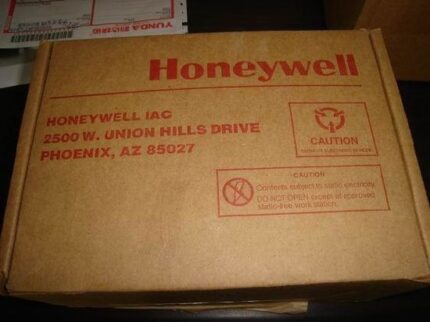 YUNDA
Honeywell
HONEYWELL IAC
2500 W. UNION HILLS DRIVE
PHOENIX, AZ 85027
CAUTION
CAUTION
Contents subject to static electricity.
DO NOT OPEN except at approved
static-free work station.